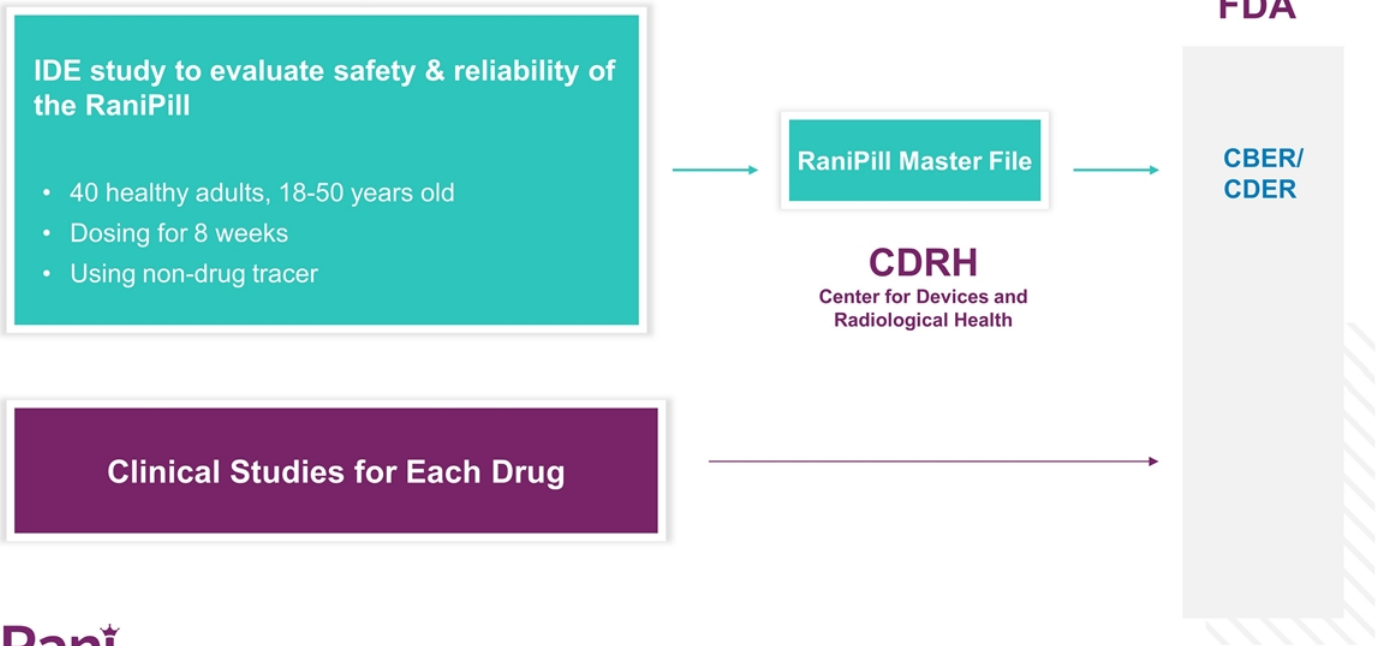 FDA
IDE study to evaluate safety & reliability of
the RaniPill
• 40 healthy adults, 18-50 years old
• Dosing for 8 weeks
• Using non-drug tracer
RaniPill Master File
CBER/
CDER
CDRH
Center for Devices and
Radiological Health
Clinical Studies for Each Drug
Rani